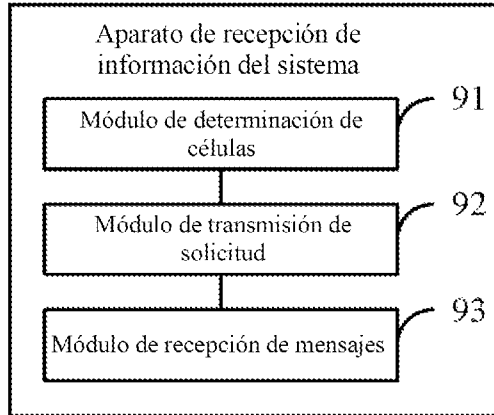 Aparato de recepción de
información del sistema
91
Módulo de determinación de
células
92
Módulo de transmisión de
solicitud
93
Módulo de recepción de mensajes